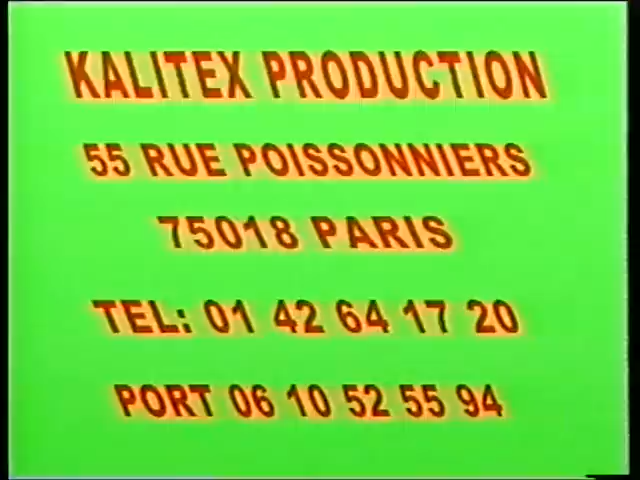 KALITEX PRODUCTION
55 RUE POISSONNIERS
75018 PARIS
TEL: 01 42 64 17 20
PORT 06 10 52 55 94